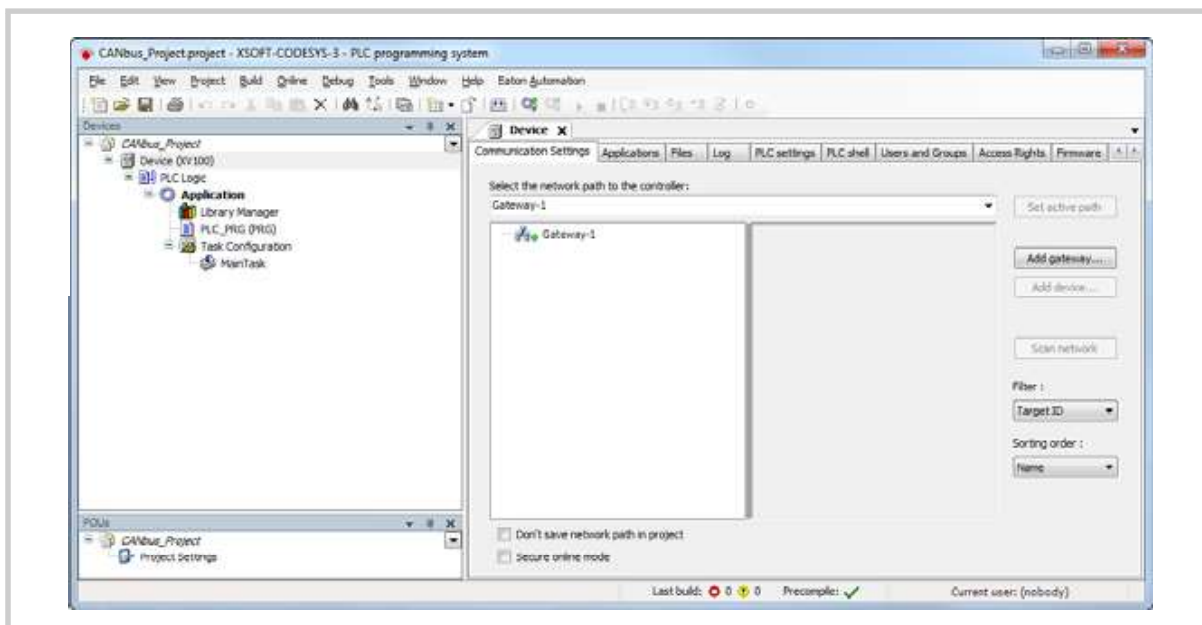 CANbus_Project.project - XSOFT-CODESYS-3 - PLC programming system
File Edit View Project Build Online Debug Tools Window Help Eaton Automation
Devices
CANbus_Project
Device (XV100)
PLC Logic
Application
Library Manager
PLC_PRG (PRG)
Task Configuration
MainTask
POUs
CANbus_Project
Project Settings
Device
Communication Settings Applications Files Log PLC settings PLC shell Users and Groups Access Rights Firmware
Select the network path to the controller:
Gateway-1
Set active path
Gateway-1
Add gateway...
Add device...
Scan network
Filter :
Target ID
Sorting order :
Name
Don't save network path in project
Secure online mode
Last build: 0 0 Precompile: Current user: (nobody)